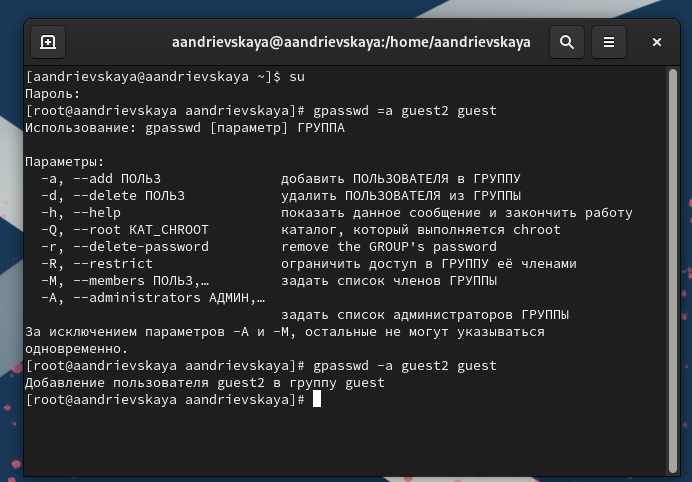 aandrievskaya@aandrievskaya:/home/aandrievskaya
[aandrievskaya@aandrievskaya ~]$ su
Пароль:
[root@aandrievskaya aandrievskaya]# gpasswd =a guest2 guest
Использование: gpasswd [параметр] ГРУППА
Параметры:
-a, --add ПОЛЬЗ добавить ПОЛЬЗОВАТЕЛЯ в ГРУППУ
-d, --delete ПОЛЬЗ удалить ПОЛЬЗОВАТЕЛЯ из ГРУППЫ
-h, --help показать данное сообщение и закончить работу
-Q, --root КАТ_CHROOT каталог, который выполняется chroot
-r, --delete-password remove the GROUP's password
-R, --restrict ограничить доступ в ГРУППУ её членами
-M, --members ПОЛЬЗ,… задать список членов ГРУППЫ
-A, --administrators АДМИН,…
задать список администраторов ГРУППЫ
За исключением параметров -A и -M, остальные не могут указываться
одновременно.
[root@aandrievskaya aandrievskaya]# gpasswd -a guest2 guest
Добавление пользователя guest2 в группу guest
[root@aandrievskaya aandrievskaya]#